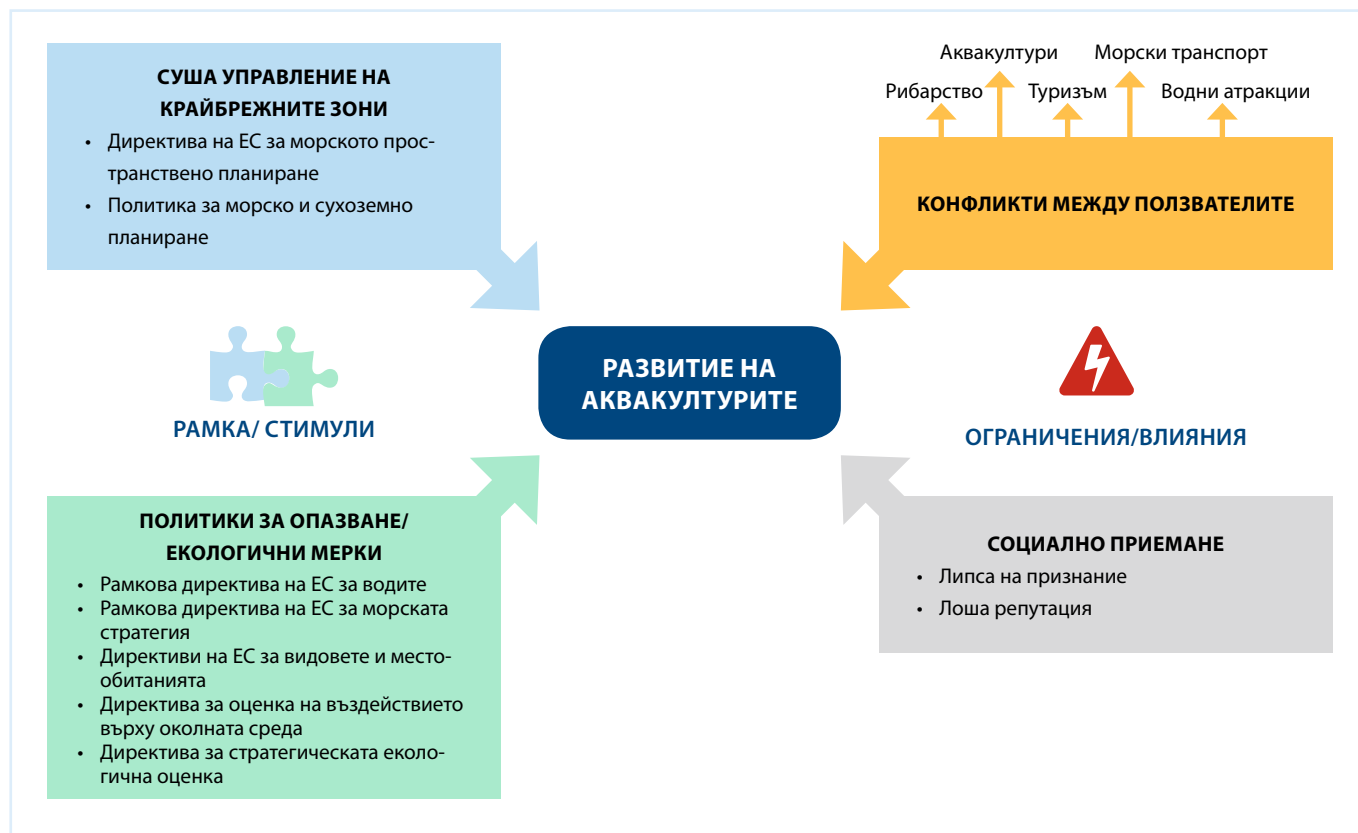 СУША УПРАВЛЕНИЕ НА
КРАЙБРЕЖНИТЕ ЗОНИ
• Директива на ЕС за морското прос-
транствено планиране
• Политика за морско и сухоземно
планиране
Аквакултури Морски транспорт
Рибарство Туризъм Водни атракции
КОНФЛИКТИ МЕЖДУ ПОЛЗВАТЕЛИТЕ
РАМКА/ СТИМУЛИ
РАЗВИТИЕ НА
АКВАКУЛТУРИТЕ
ОГРАНИЧЕНИЯ/ВЛИЯНИЯ
ПОЛИТИКИ ЗА ОПАЗВАНЕ/
ЕКОЛОГИЧНИ МЕРКИ
• Рамкова директива на ЕС за водите
• Рамкова директива на ЕС за морската
стратегия
• Директиви на ЕС за видовете и место-
обитанията
• Директива за оценка на въздействието
върху околната среда
• Директива за стратегическата еколо-
гична оценка
СОЦИАЛНО ПРИЕМАНЕ
• Липса на признание
• Лоша репутация